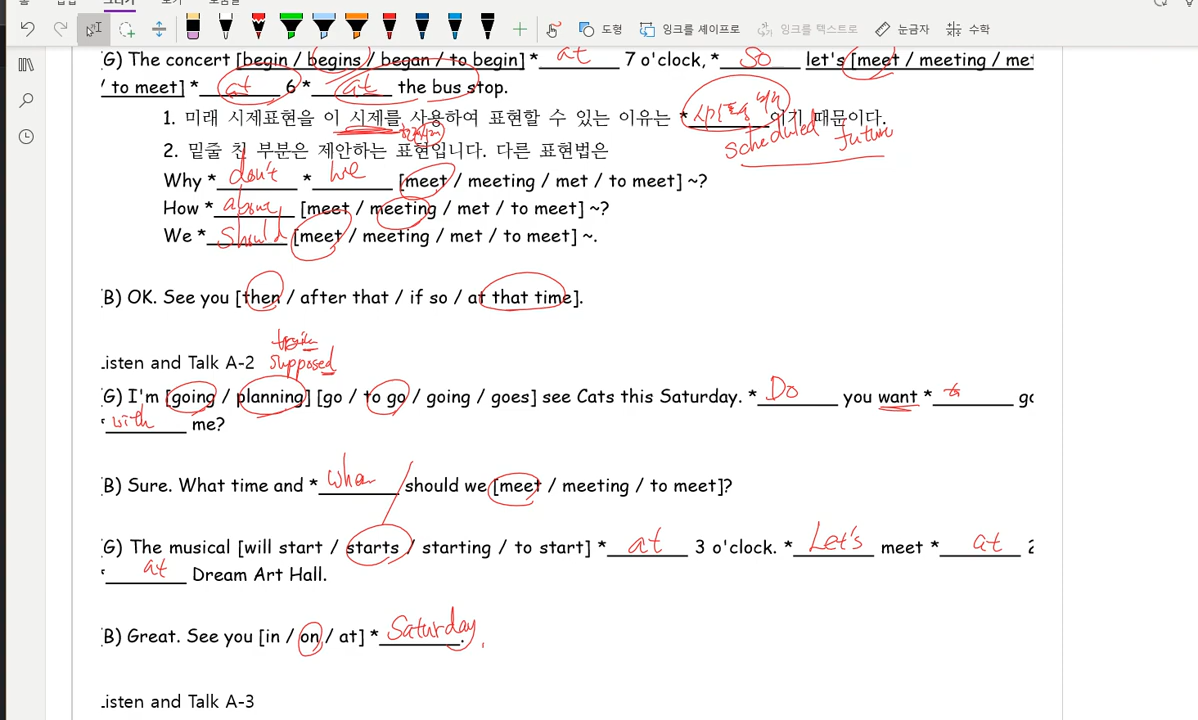 도형 잉크를 셰이프로 잉크를 텍스트로 눈금자 수학
G) The concert [begin / begins / began / to begin] * at 7 o'clock, * So let's [meet / meeting / met
/ to meet] * at 6 * at the bus stop.
1. 미래 시제표현을 이 시제를 사용하여 표현할 수 있는 이유는 * 이기 때문이다.
scheduled future
2. 밑줄 친 부분은 제안하는 표현입니다. 다른 표현법은
Why * don't * we [meet / meeting / met / to meet] ~?
How * about [meet / meeting / met / to meet] ~?
We * should [meet / meeting / met / to meet] ~.
B) OK. See you [then / after that / if so / at that time].
isten and Talk A-2
supposed
G) I'm [going / planning] [go / to go / going / goes] see Cats this Saturday. * Do you want * to go
* with me?
B) Sure. What time and * when should we [meet / meeting / to meet]?
G) The musical [will start / starts / starting / to start] * at 3 o'clock. * Let's meet * at 2
* at Dream Art Hall.
B) Great. See you [in / on / at] * Saturday.
isten and Talk A-3